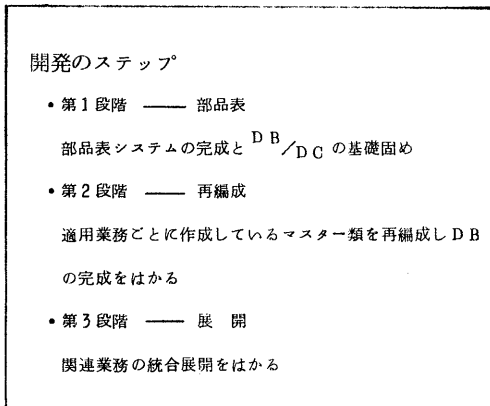 開発のステップ
• 第1段階 ―― 部品表
部品表システムの完成と DB/DC の基礎固め
• 第2段階 ―― 再編成
適用業務ごとに作成しているマスター類を再編成しDB
の完成をはかる
• 第3段階 ―― 展 開
関連業務の統合展開をはかる